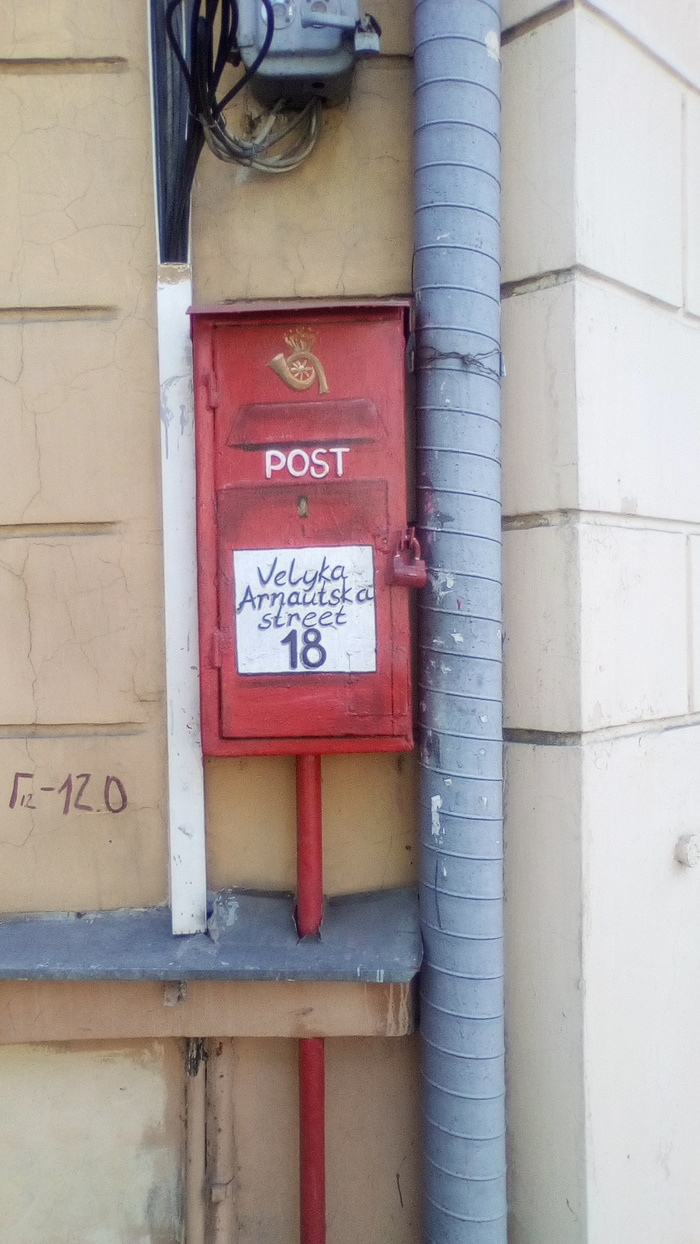 POST
Velyka
Arnautska
street
18
Г12-12.0